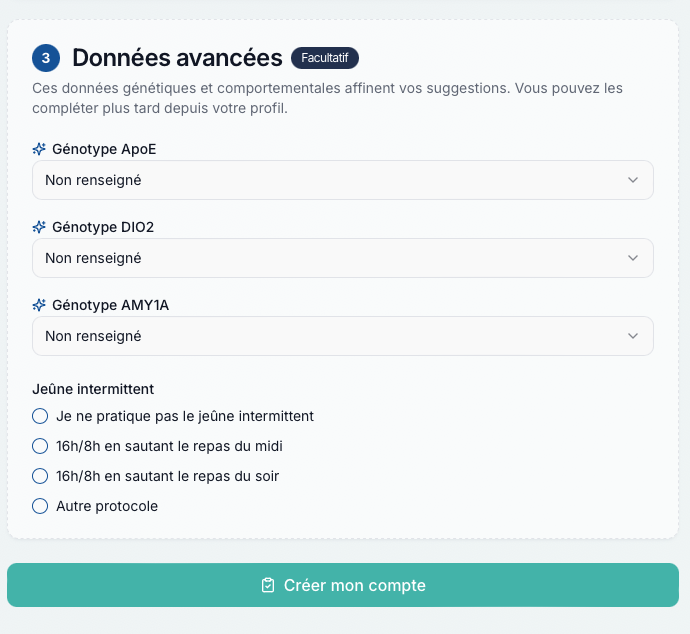 3 Données avancées Facultatif
Ces données génétiques et comportementales affinent vos suggestions. Vous pouvez les
compléter plus tard depuis votre profil.
Génotype ApoE
Non renseigné
Génotype DIO2
Non renseigné
Génotype AMY1A
Non renseigné
Jeûne intermittent
Je ne pratique pas le jeûne intermittent
16h/8h en sautant le repas du midi
16h/8h en sautant le repas du soir
Autre protocole
Créer mon compte